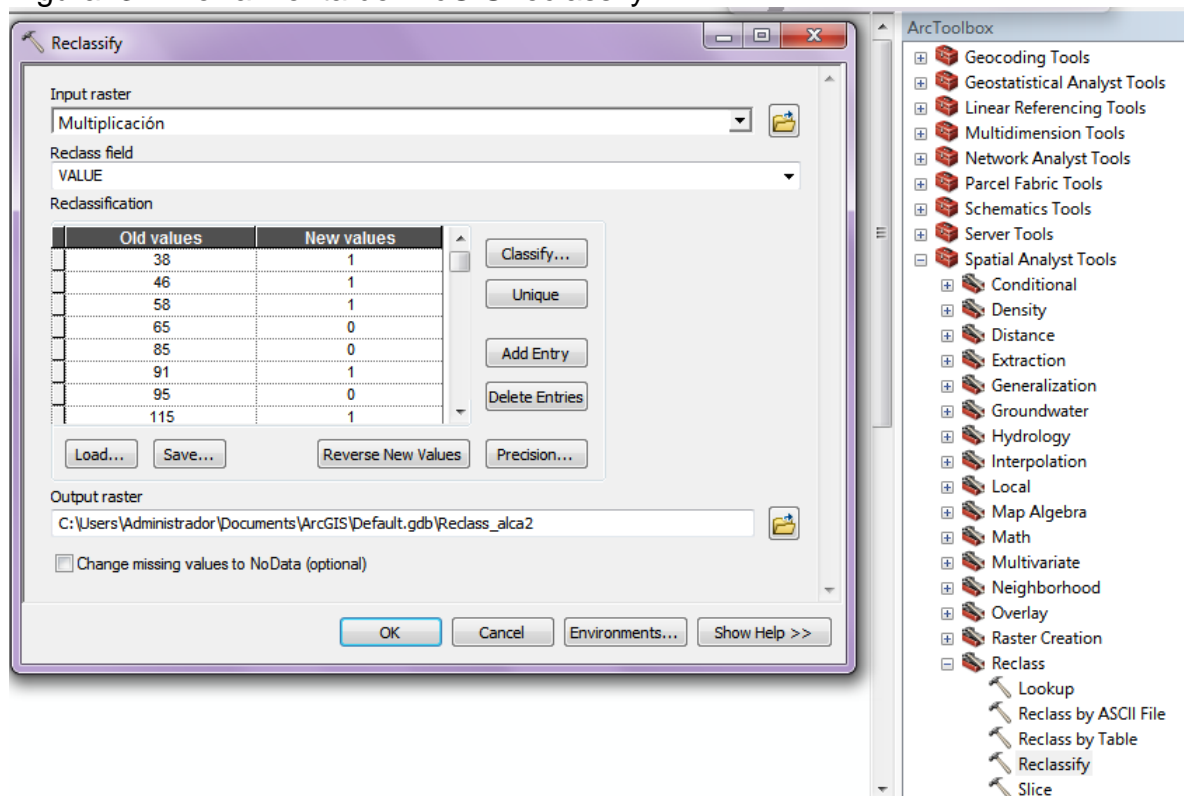 Reclassify
Input raster
Multiplicación
Reclass field
VALUE
Reclassification
Old values New values
38 1
46 1
58 1
65 0
85 0
91 1
95 0
115 1
Classify...
Unique
Add Entry
Delete Entries
Load... Save... Reverse New Values Precision...
Output raster
C:\Users\Administrador\Documents\ArcGIS\Default.gdb\Reclass_alca2
Change missing values to NoData (optional)
OK Cancel Environments... Show Help >>
ArcToolbox
Geocoding Tools
Geostatistical Analyst Tools
Linear Referencing Tools
Multidimension Tools
Network Analyst Tools
Parcel Fabric Tools
Schematics Tools
Server Tools
Spatial Analyst Tools
Conditional
Density
Distance
Extraction
Generalization
Groundwater
Hydrology
Interpolation
Local
Map Algebra
Math
Multivariate
Neighborhood
Overlay
Raster Creation
Reclass
Lookup
Reclass by ASCII File
Reclass by Table
Reclassify
Slice